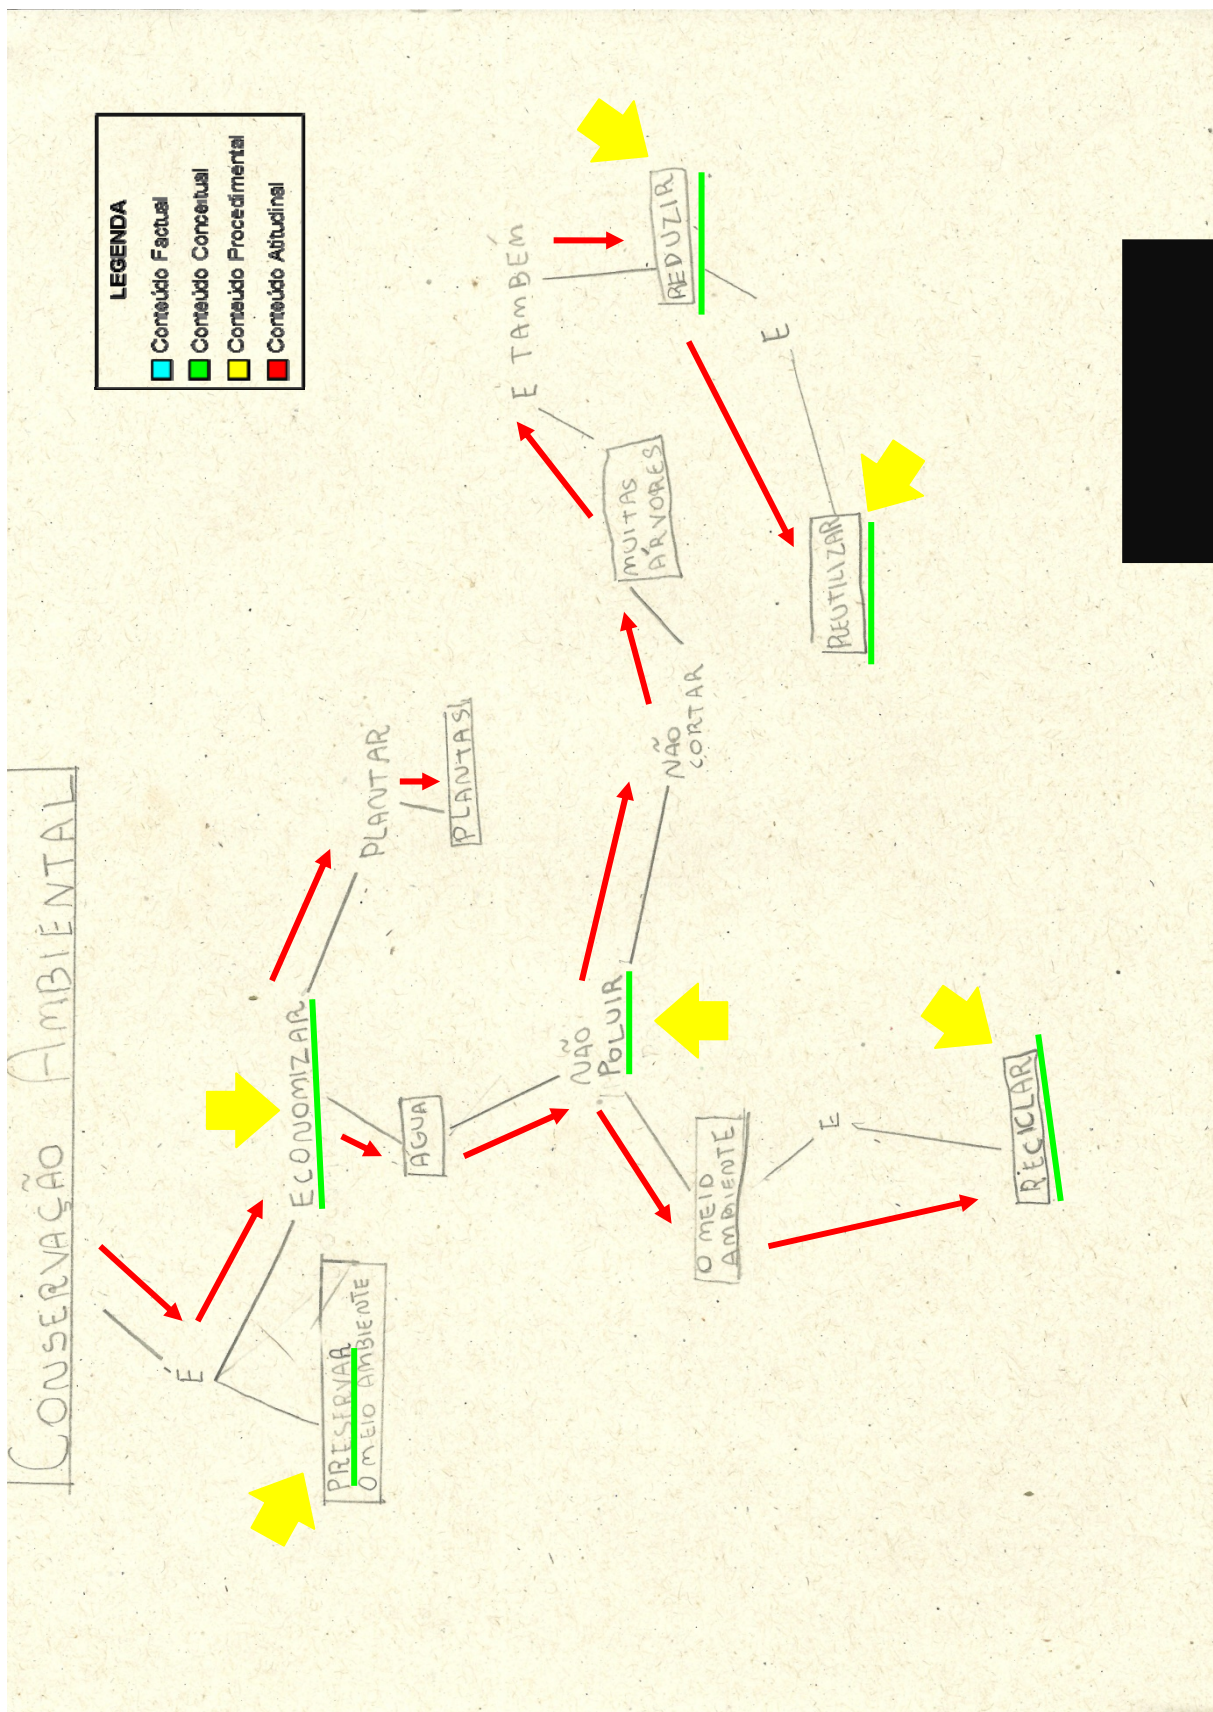 CONSERVAÇÃO AMBIENTAL
LEGENDA
Conteúdo Factual
Conteúdo Conceitual
Conteúdo Procedimental
Conteúdo Atitudinal
É
PRESERVAR
O MEIO AMBIENTE
ECONOMIZAR
PLANTAR
PLANTAS
ÁGUA
NÃO
POLUIR
O MEIO
AMBIENTE
E
RECICLAR
NÃO
CORTAR
MUITAS
ÁRVORES
E TAMBÉM
REDUZIR
E
REUTILIZAR